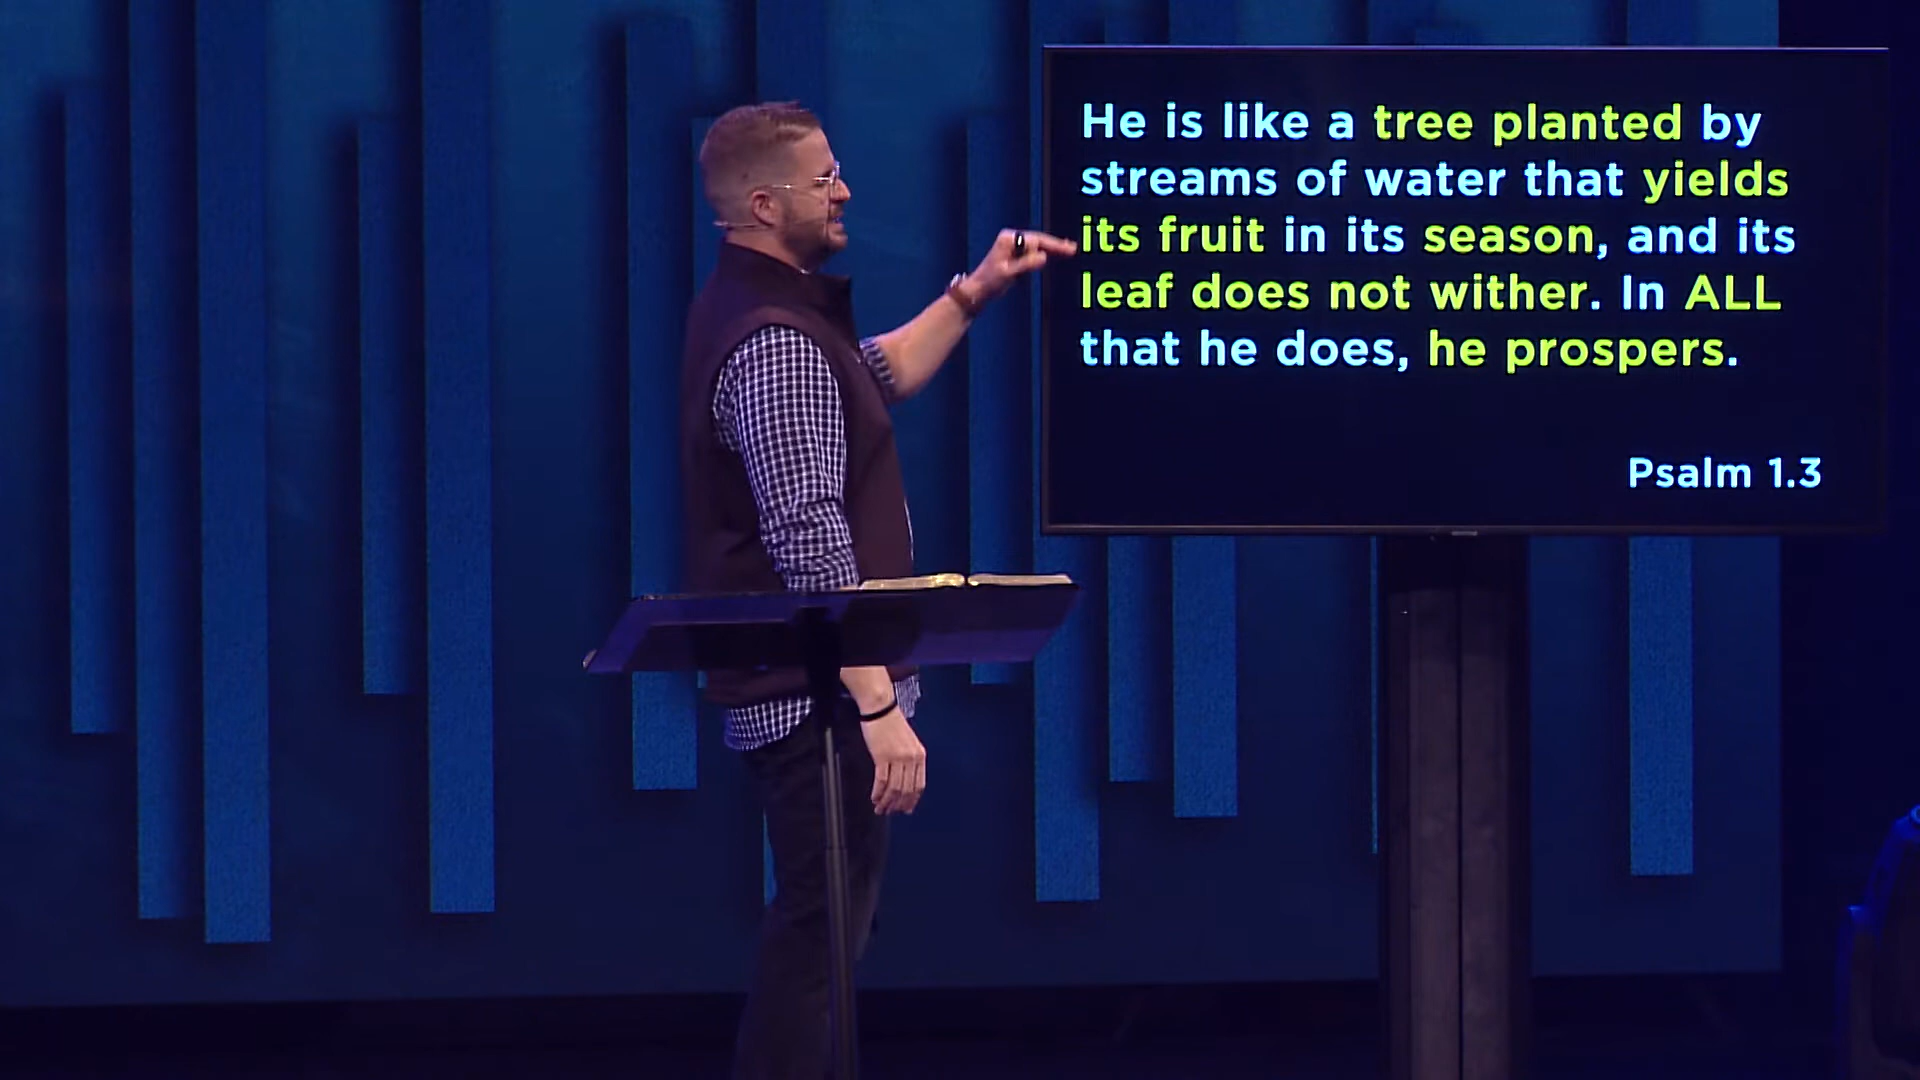 He is like a tree planted by
streams of water that yields
its fruit in its season, and its
leaf does not wither. In ALL
that he does, he prospers.
Psalm 1.3